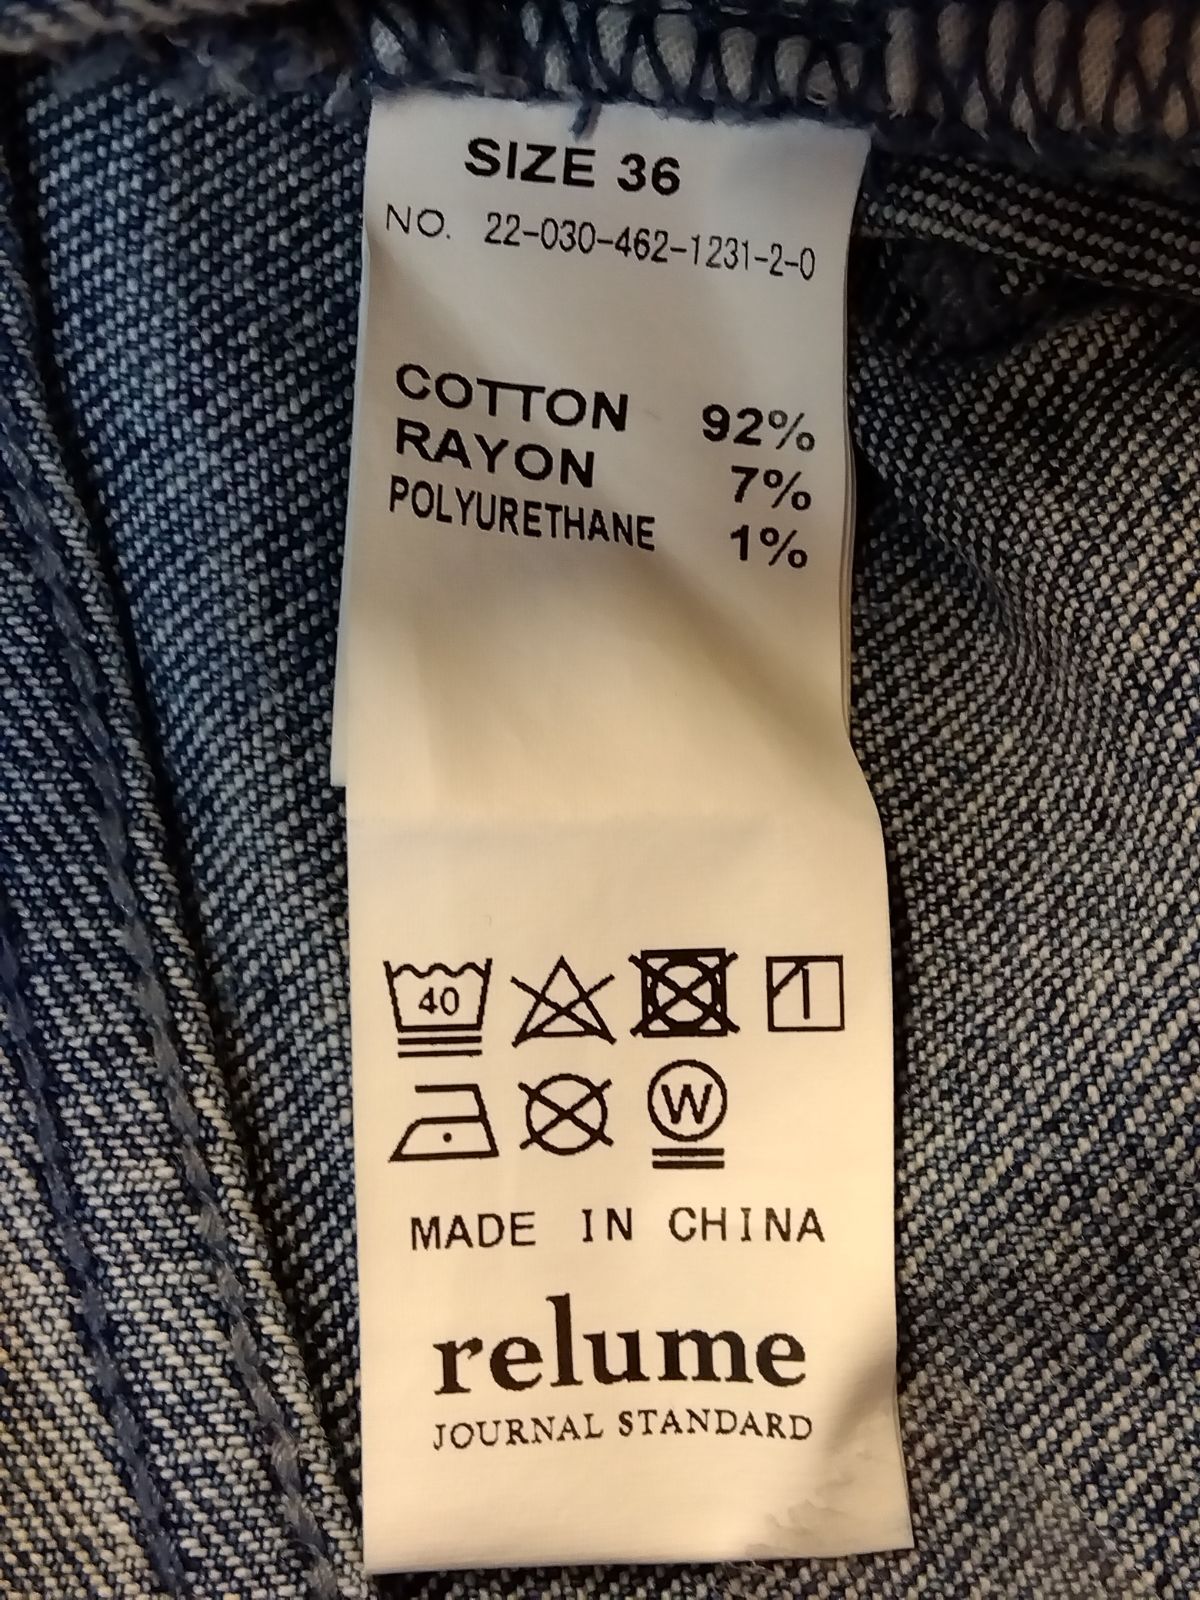 SIZE 36
NO. 22-030-462-1231-2-0
COTTON 92%
RAYON 7%
POLYURETHANE 1%
40
W
MADE IN CHINA
relume
JOURNAL STANDARD